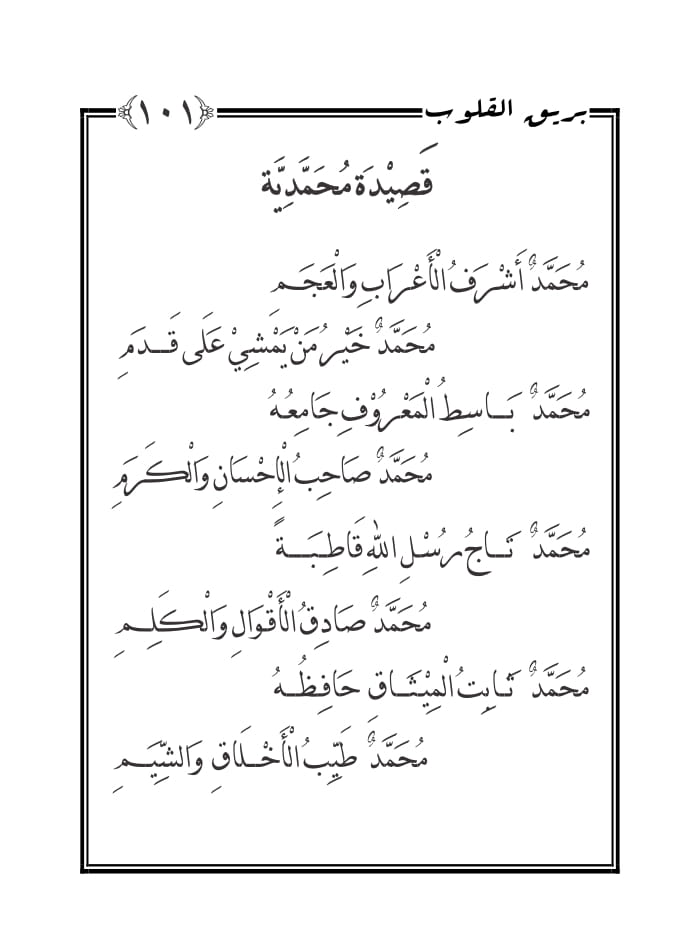 بريق القلوب ﴿١٠١﴾
قَصِيْدَة مُحَمَّدِيَّة
مُحَمَّدٌ أَشْرَفُ الْأَعْرَابِ وَالْعَجَمِ
مُحَمَّدٌ خَيْرُ مَنْ يَمْشِيْ عَلَى قَدَمِ
مُحَمَّدٌ بَاسِطُ الْمَعْرُوْفِ جَامِعُهُ
مُحَمَّدٌ صَاحِبُ الْإِحْسَانِ وَالْكَرَمِ
مُحَمَّدٌ تَاجُ رُسْلِ اللهِ قَاطِبَةً
مُحَمَّدٌ صَادِقُ الْأَقْوَالِ وَالْكَلِمِ
مُحَمَّدٌ ثَابِتُ الْمِيْثَاقِ حَافِظُهُ
مُحَمَّدٌ طَيِّبُ الْأَخْلَاقِ وَالشِّيَمِ